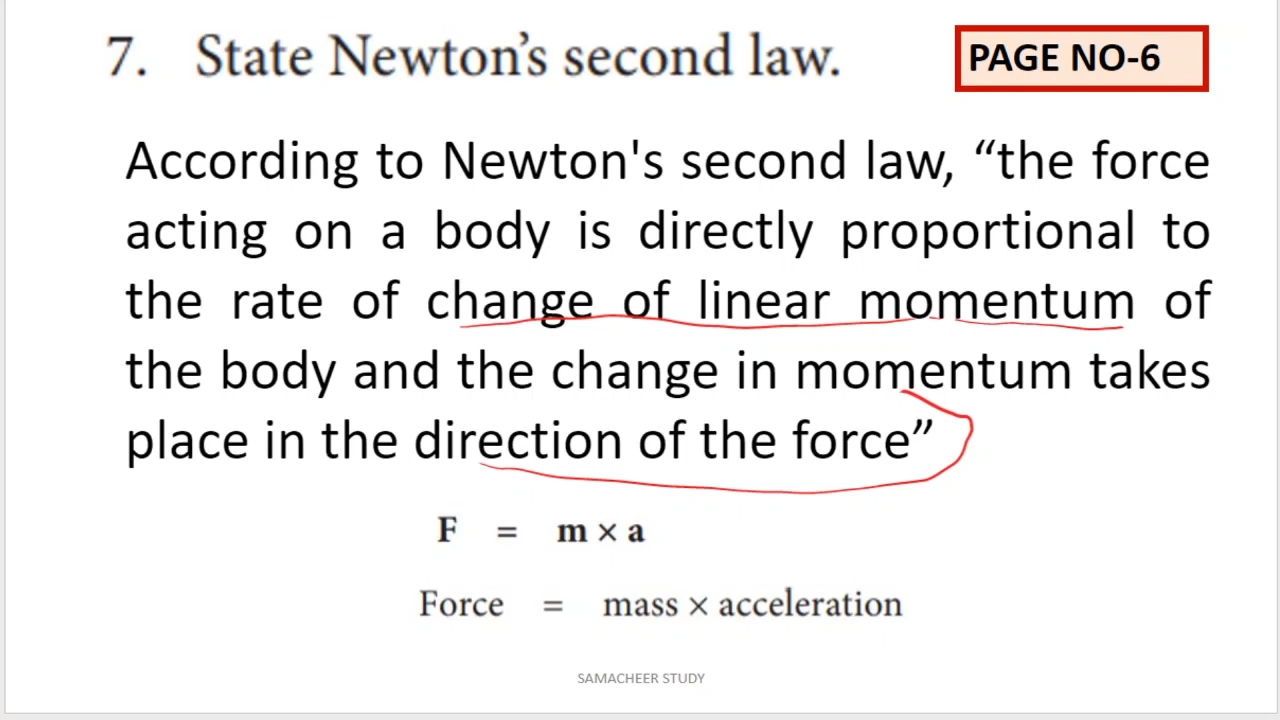 7. State Newton’s second law.
PAGE NO-6
According to Newton's second law, “the force
acting on a body is directly proportional to
the rate of change of linear momentum of
the body and the change in momentum takes
place in the direction of the force”
F = m × a
Force = mass × acceleration
SAMACHEER STUDY